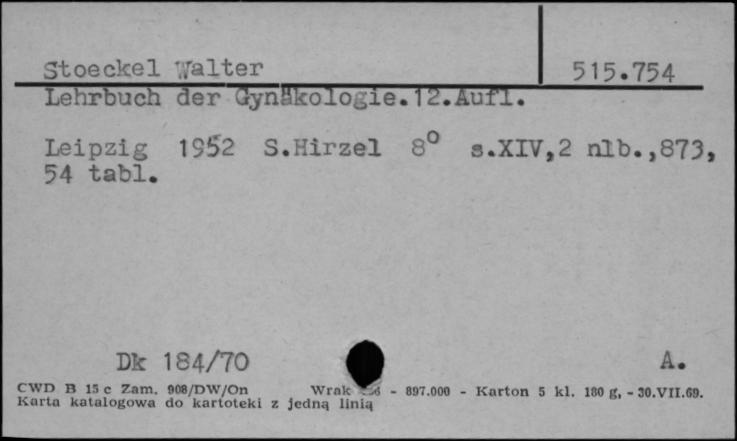 Stoeckel Walter 515.754
Lehrbuch der Gynäkologie.12.Aufl.
Leipzig 1952 S.Hirzel 8° s.XIV,2 nlb.,873,
54 tabl.
Dk 184/70 A.
CWD B 15 c Zam. 908/DW/On Wrak - 897.000 - Karton 5 kl. 180 g, - 30.VII.69.
Karta katalogowa do kartoteki z jedną linią